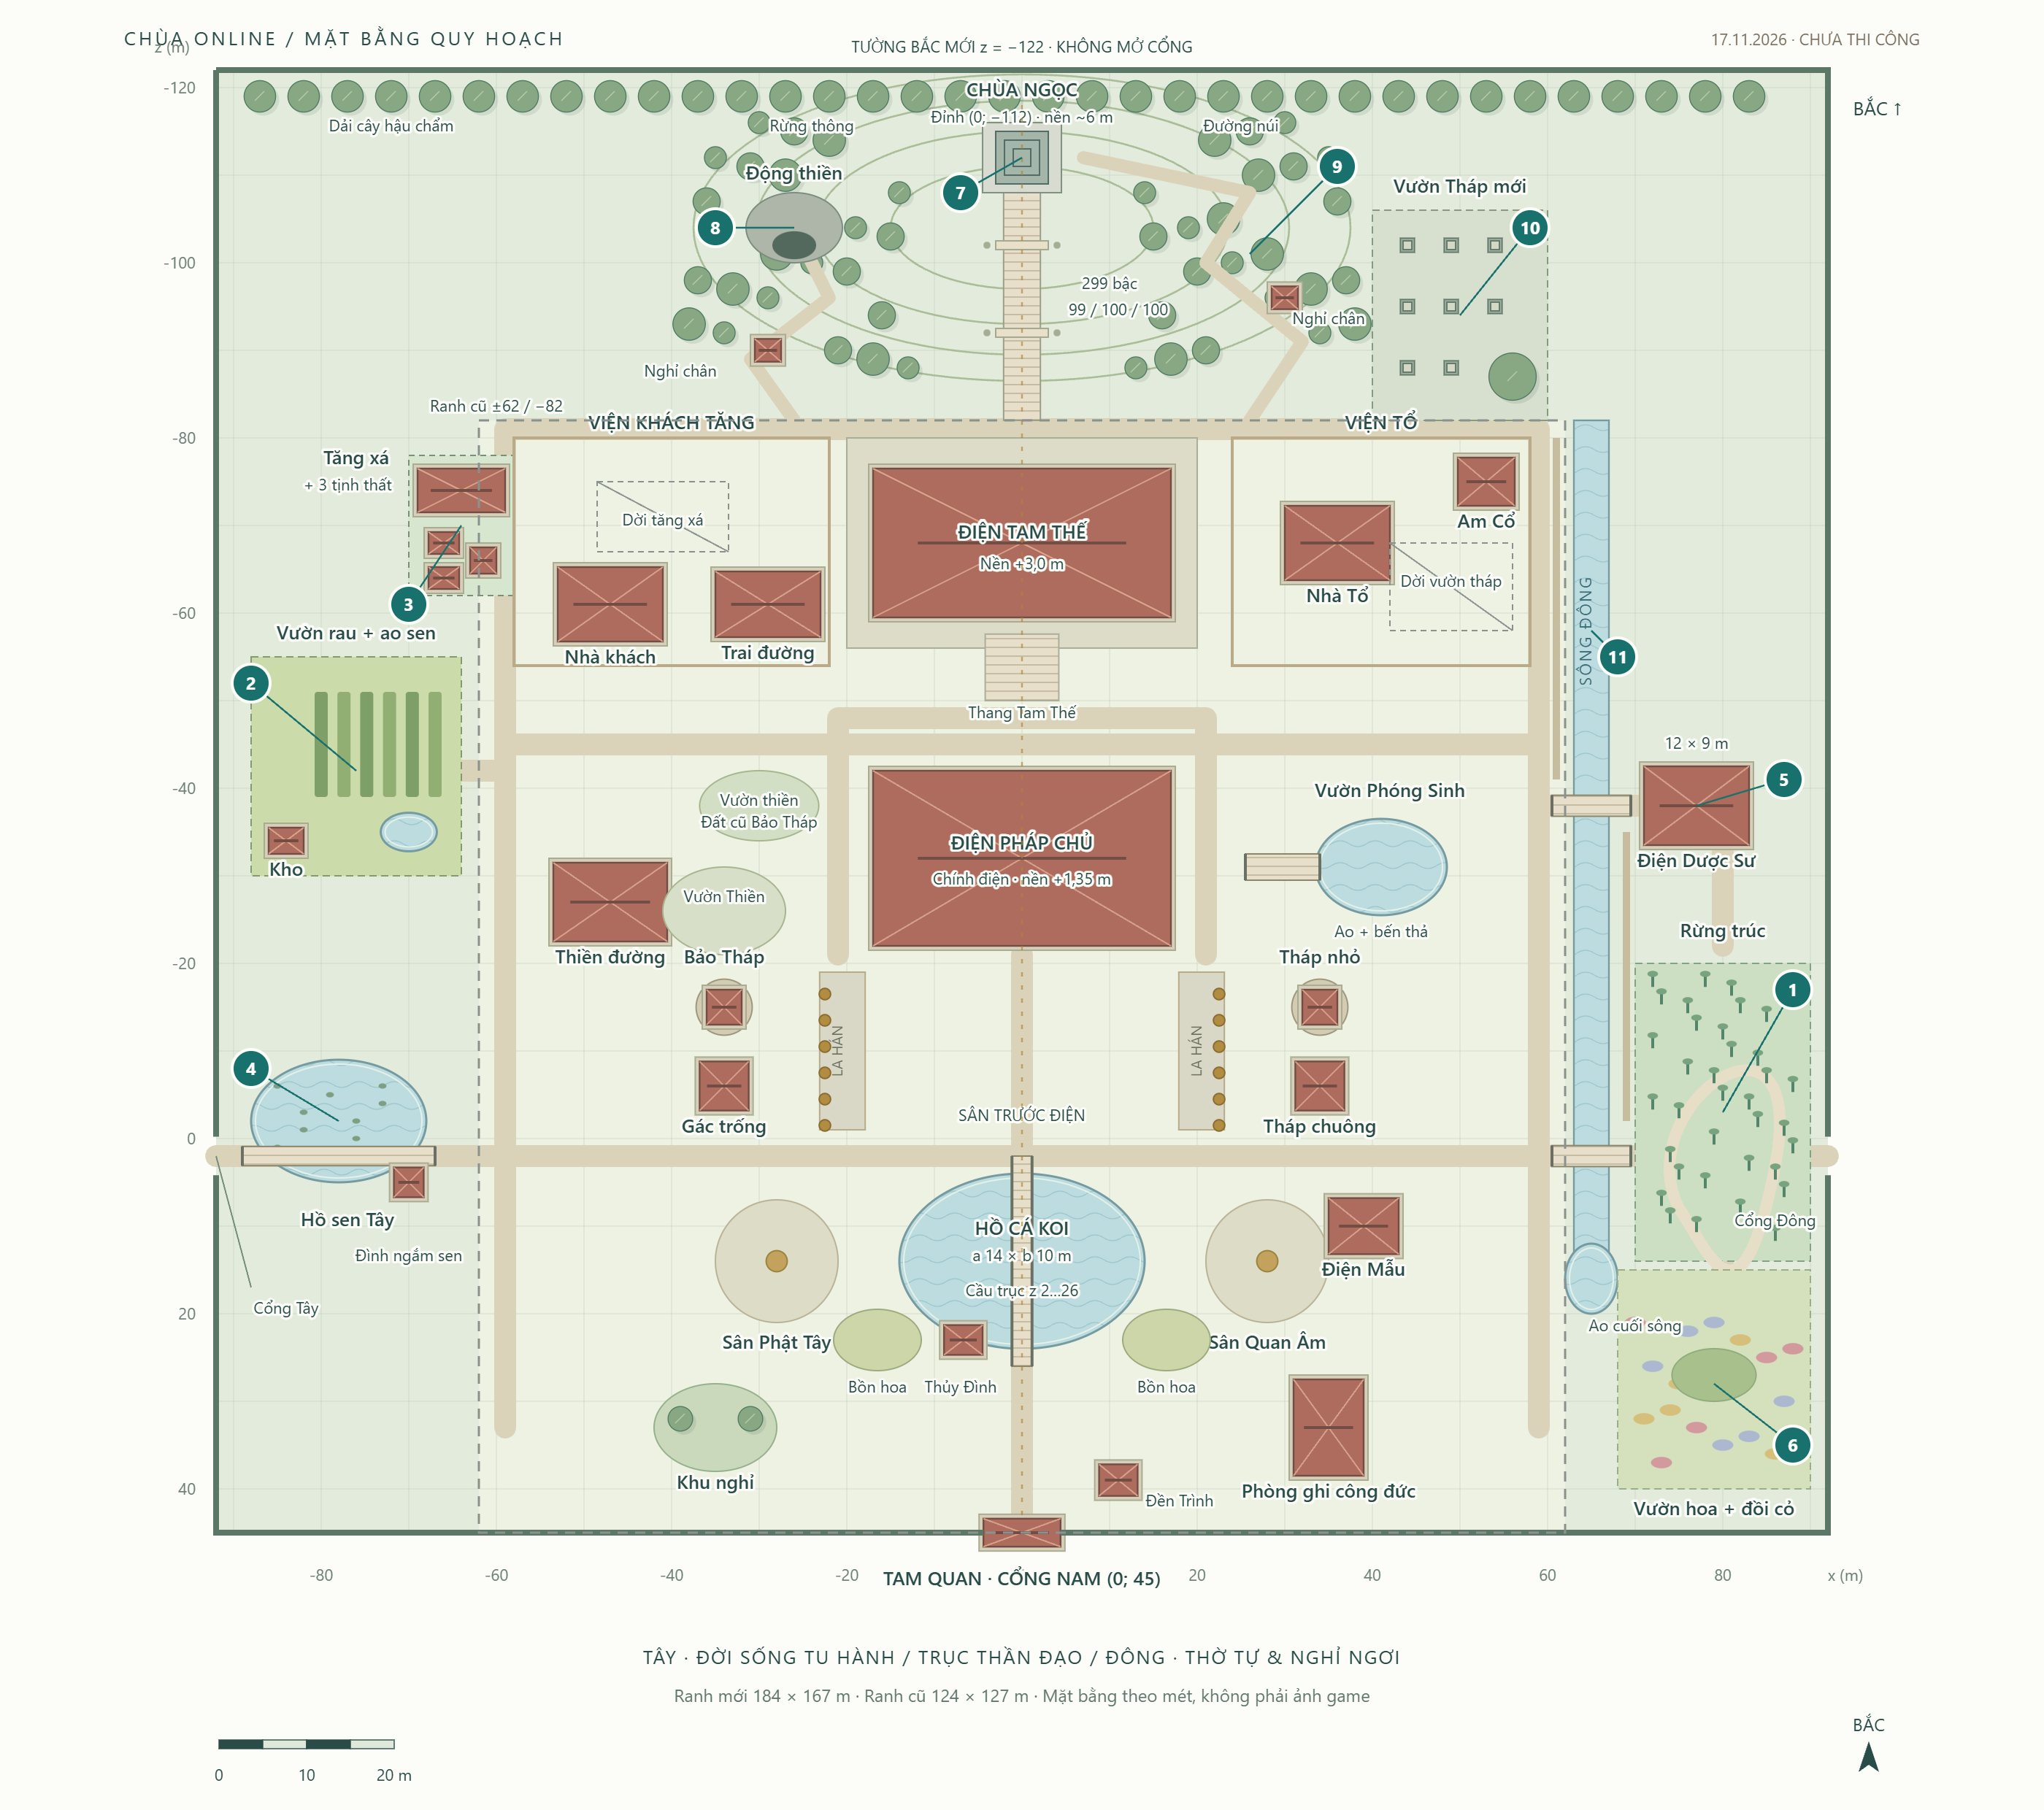 CHÙA ONLINE / MẶT BẰNG QUY HOẠCH
z (m)
TƯỜNG BẮC MỚI z = −122 · KHÔNG MỞ CỔNG
17.11.2026 · CHƯA THI CÔNG
BẮC ↑
-120
CHÙA NGỌC
Đỉnh (0; −112) · nền ~6 m
Dải cây hậu chẩm
Rừng thông
Đường núi
Động thiền
9
7
Vườn Tháp mới
8
10
-100
299 bậc
99 / 100 / 100
Nghỉ chân
Nghỉ chân
Ranh cũ ±62 / −82
VIỆN KHÁCH TĂNG
VIỆN TỔ
-80
Tăng xá
+ 3 tịnh thất
Dời tăng xá
ĐIỆN TAM THẾ
Nền +3,0 m
Am Cổ
Dời vườn tháp
Nhà Tổ
3
-60
Vườn rau + ao sen
Nhà khách
Trai đường
SÔNG ĐÔNG
11
2
Thang Tam Thế
12 × 9 m
5
-40
Vườn thiền
Đất cũ Bảo Tháp
Vườn Phóng Sinh
ĐIỆN PHÁP CHỦ
Chính điện · nền +1,35 m
Điện Dược Sư
Kho
Vườn Thiền
Ao + bến thả
Rừng trúc
Thiền đường
Bảo Tháp
Tháp nhỏ
-20
1
LA HÁN
LA HÁN
4
SÂN TRƯỚC ĐIỆN
Gác trống
Tháp chuông
0
Hồ sen Tây
HỒ CÁ KOI
a 14 × b 10 m
Cổng Đông
Đình ngắm sen
Điện Mẫu
Cầu trục z 2…26
Cổng Tây
20
Ao cuối sông
Sân Phật Tây
Sân Quan Âm
Bồn hoa
Thủy Đình
Bồn hoa
6
Khu nghỉ
40
Đền Trình
Phòng ghi công đức
Vườn hoa + đồi cỏ
-80
-60
-40
-20
TAM QUAN · CỔNG NAM (0; 45)
20
40
60
80
x (m)
TÂY · ĐỜI SỐNG TU HÀNH / TRỤC THẦN ĐẠO / ĐÔNG · THỜ TỰ & NGHỈ NGƠI
Ranh mới 184 × 167 m · Ranh cũ 124 × 127 m · Mặt bằng theo mét, không phải ảnh game
BẮC
0
10
20 m